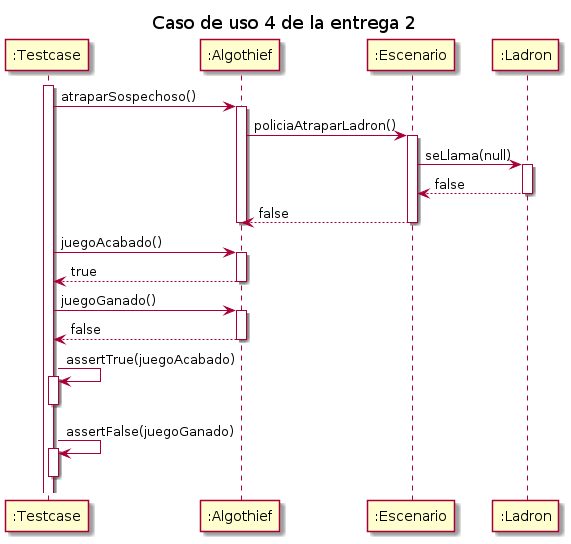 Caso de uso 4 de la entrega 2
:Testcase
:Algothief
:Escenario
:Ladron
atraparSospechoso()
policiaAtraparLadron()
seLlama(null)
false
false
juegoAcabado()
true
juegoGanado()
false
assertTrue(juegoAcabado)
assertFalse(juegoGanado)
:Testcase
:Algothief
:Escenario
:Ladron